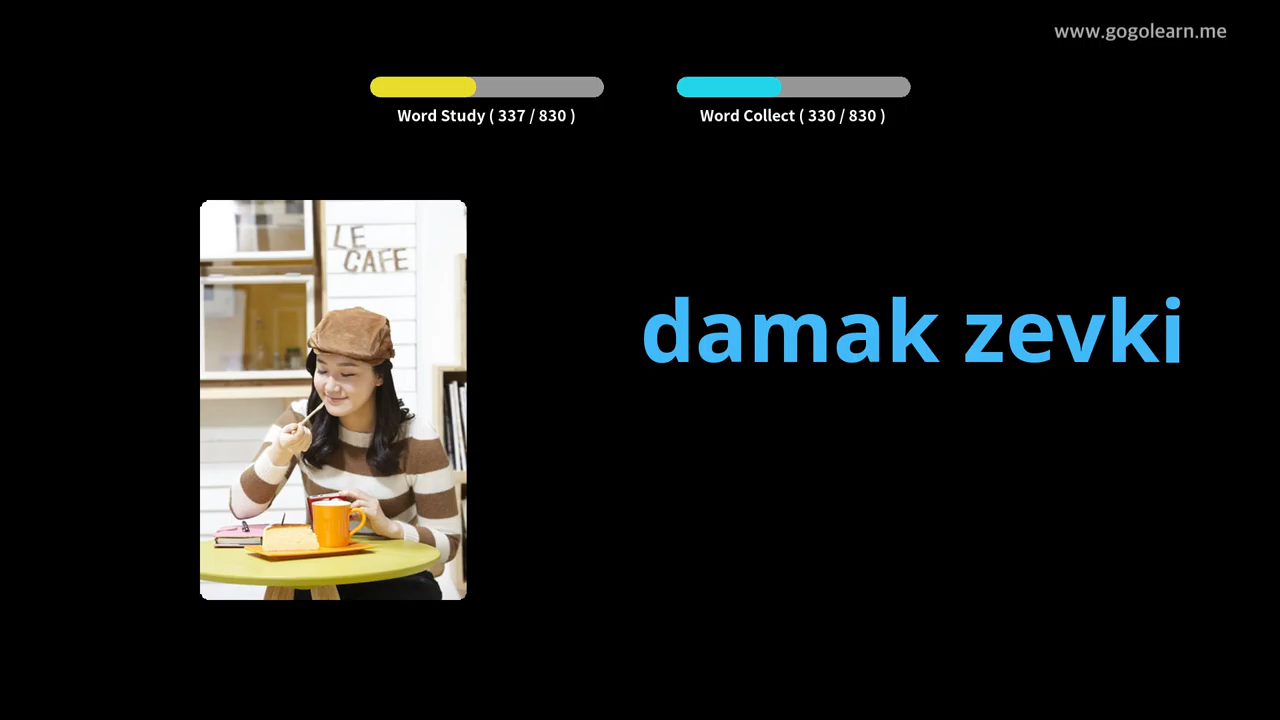 www.gogolearn.me
Word Study ( 337 / 830 )
Word Collect ( 330 / 830 )
LE
CAFE
damak zevki